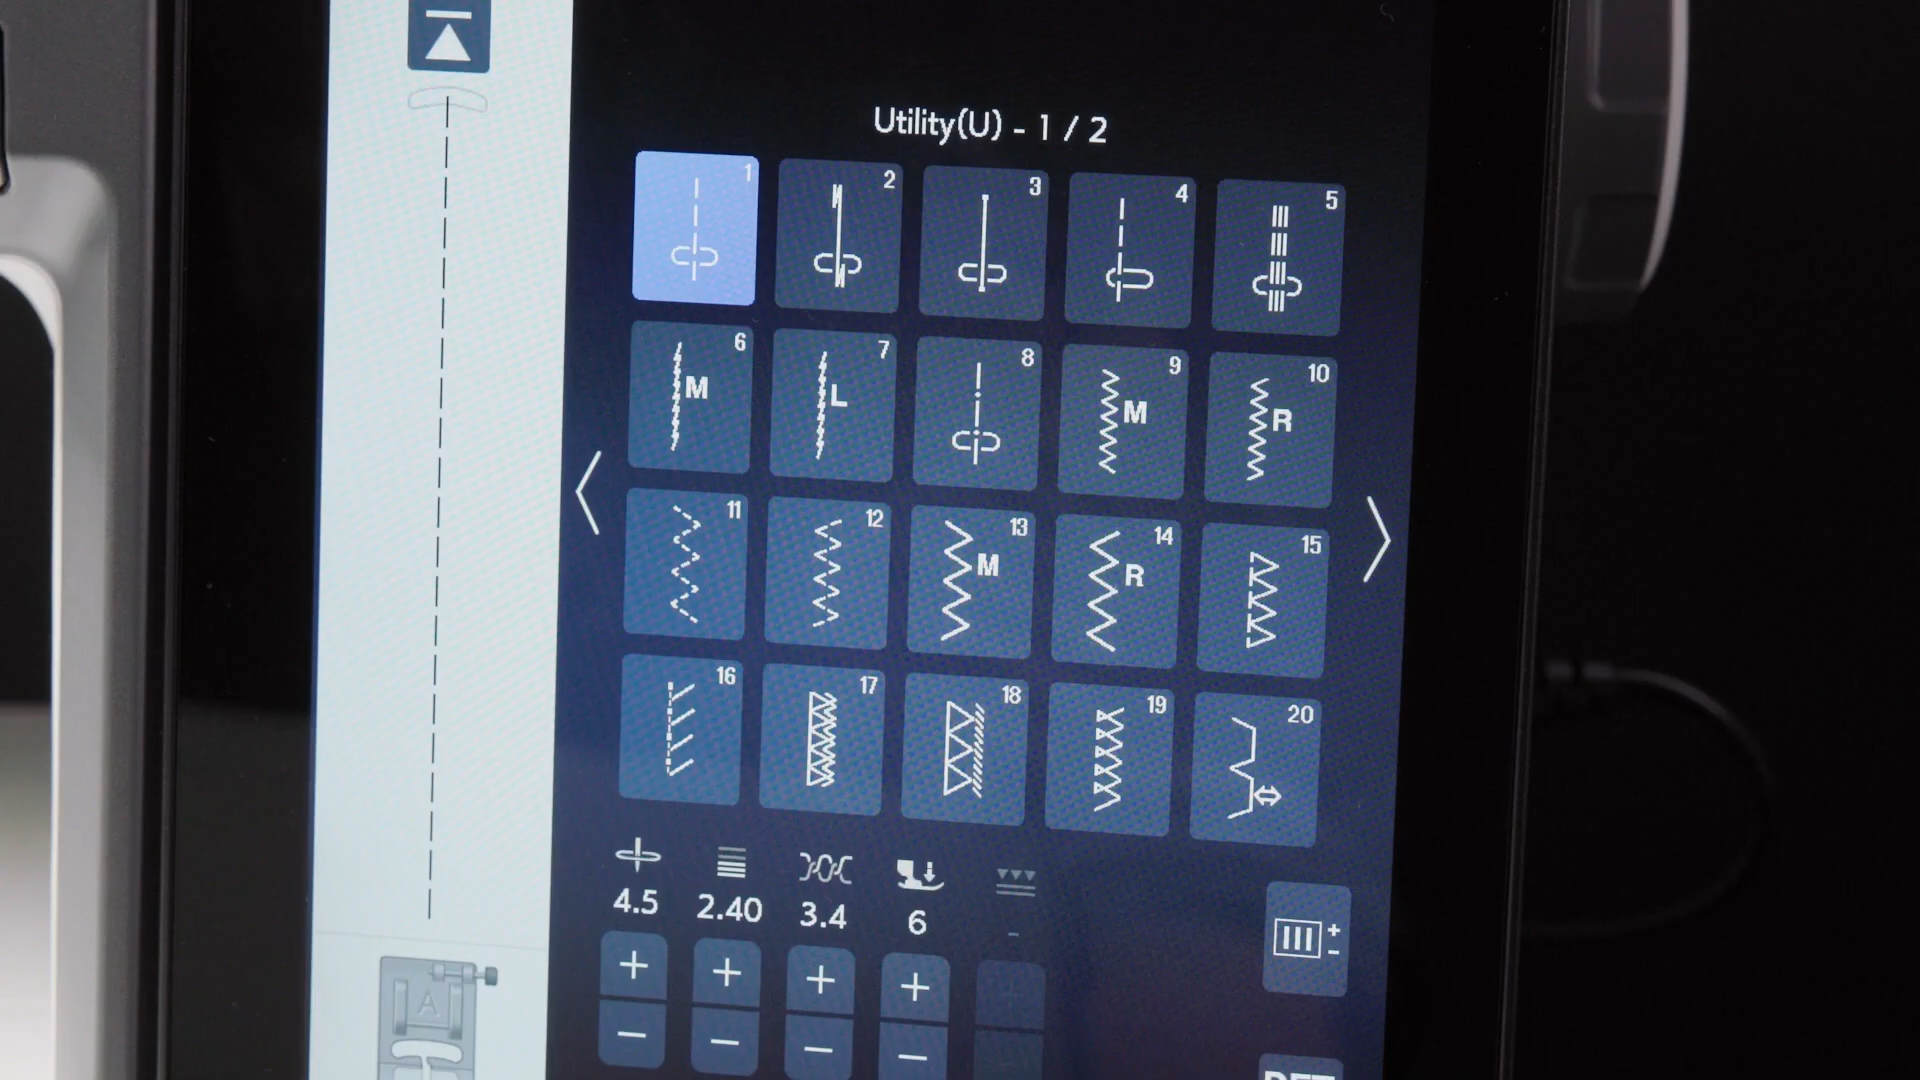 Utility(U) - 1 / 2
1 2 3 4 5
6 M 7 L 8 9 M 10 R
11 12 13 M 14 R 15
16 17 18 19 20
4.5 2.40 3.4 6 -
+ + + + +
- - - -
+
-
A